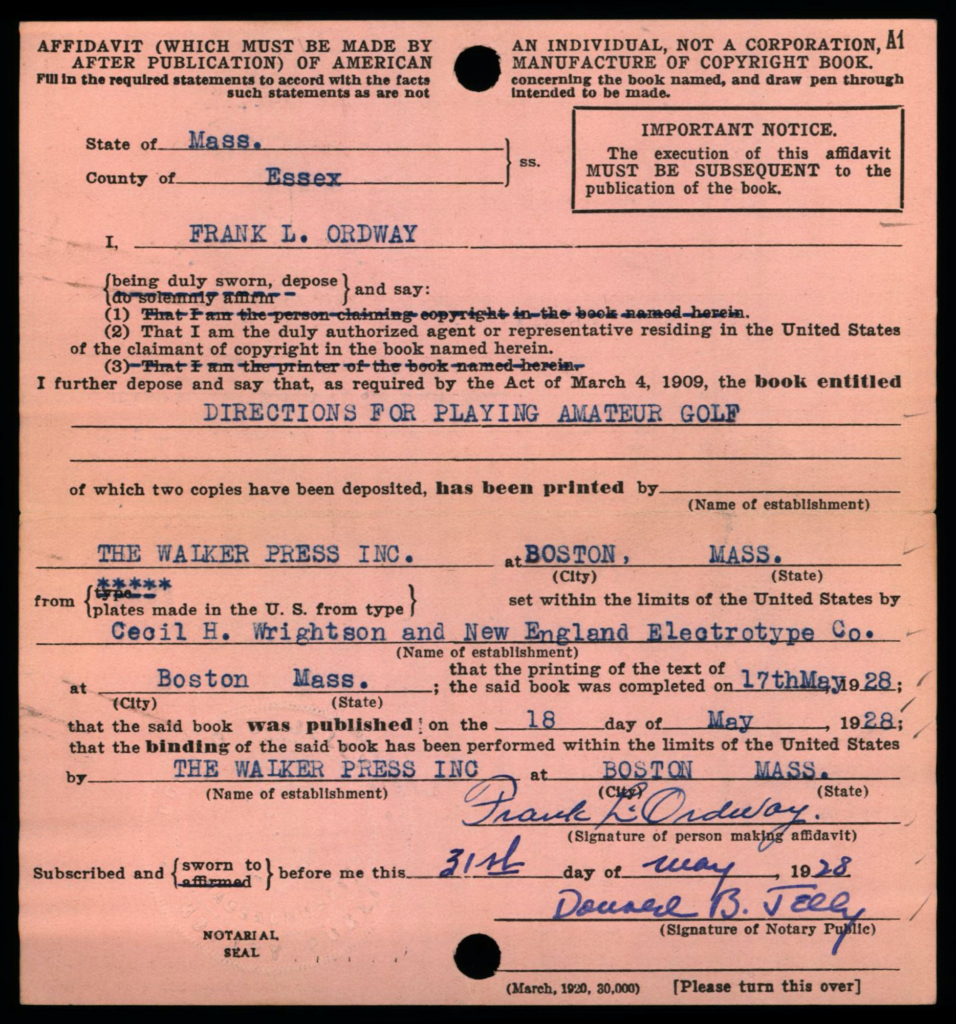 AFFIDAVIT (WHICH MUST BE MADE BY AN INDIVIDUAL, NOT A CORPORATION, A1
AFTER PUBLICATION) OF AMERICAN MANUFACTURE OF COPYRIGHT BOOK.
Fill in the required statements to accord with the facts concerning the book named, and draw pen through
such statements as are not intended to be made.
IMPORTANT NOTICE.
The execution of this affidavit
MUST BE SUBSEQUENT to the
publication of the book.
State of Mass.
County of Essex
ss.
I, FRANK L. ORDWAY
being duly sworn, depose
do solemnly affirm
and say:
(1) That I am the person claiming copyright in the book named herein.
(2) That I am the duly authorized agent or representative residing in the United States
of the claimant of copyright in the book named herein.
(3) That I am the printer of the book named herein.
I further depose and say that, as required by the Act of March 4, 1909, the book entitled
DIRECTIONS FOR PLAYING AMATEUR GOLF
of which two copies have been deposited, has been printed by
(Name of establishment)
THE WALKER PRESS INC. at BOSTON, MASS.
(City) (State)
*****
from type
plates made in the U. S. from type
set within the limits of the United States by
Cecil H. Wrightson and New England Electrotype Co.
(Name of establishment)
at Boston Mass.;
(City) (State)
that the printing of the text of
the said book was completed on 17thMay, 1928;
that the said book was published! on the 18 day of May, 1928;
that the binding of the said book has been performed within the limits of the United States
by THE WALKER PRESS INC at BOSTON MASS.
(Name of establishment) (City) (State)
Frank L. Ordway.
(Signature of person making affidavit)
Subscribed and sworn to
affirmed
before me this 31st day of may, 1928
B. Jelly
(Signature of Notary Public)
NOTARIAL
SEAL
(March, 1920, 30,000) [Please turn this over]